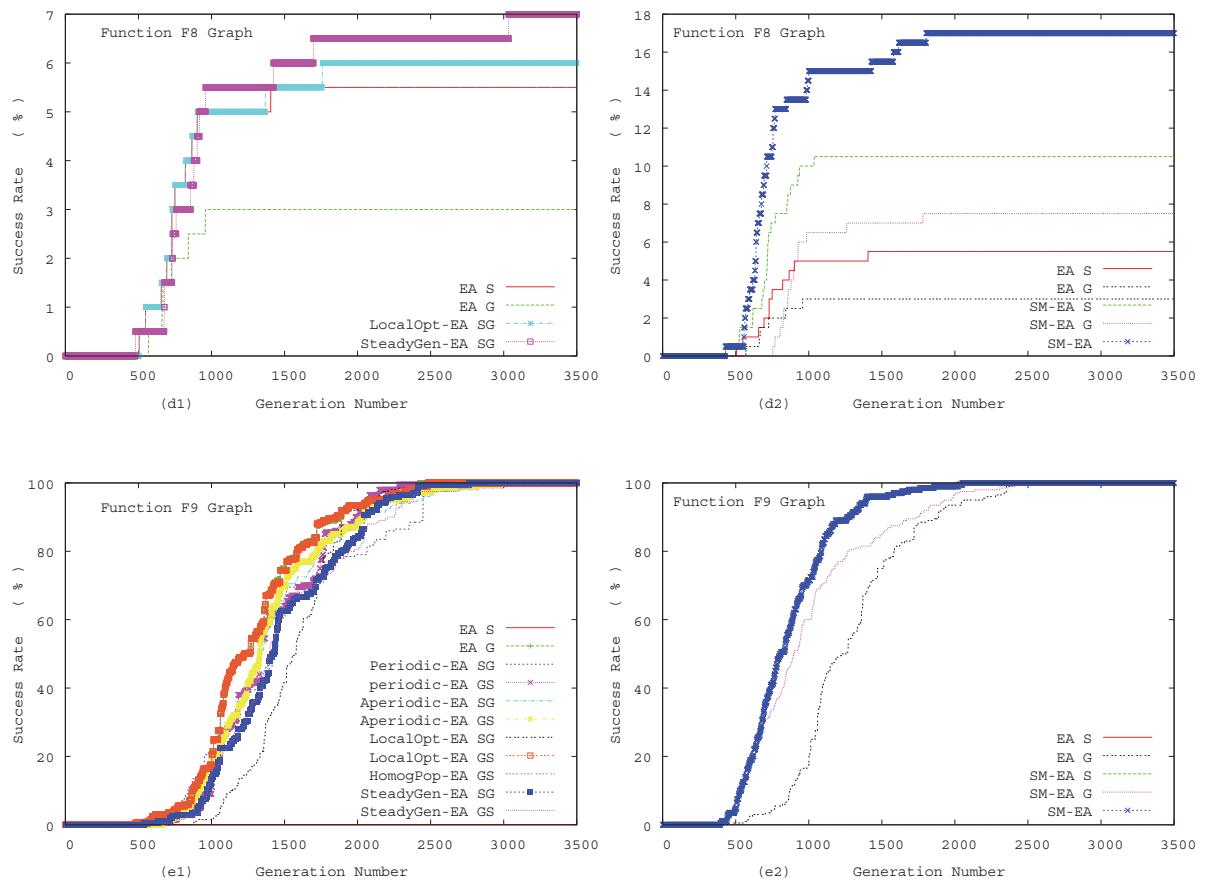 Function F8 Graph
7
6
5
4
3
2
1
0
Success Rate ( % )
EA S
EA G
LocalOpt-EA SG
SteadyGen-EA SG
0 500 1000 1500 2000 2500 3000 3500
(d1) Generation Number
Function F8 Graph
18
16
14
12
10
8
6
4
2
0
Success Rate ( % )
EA S
EA G
SM-EA S
SM-EA G
SM-EA
0 500 1000 1500 2000 2500 3000 3500
(d2) Generation Number
Function F9 Graph
100
80
60
40
20
0
Success Rate ( % )
EA S
EA G
Periodic-EA SG
periodic-EA GS
Aperiodic-EA SG
Aperiodic-EA GS
LocalOpt-EA SG
LocalOpt-EA GS
HomogPop-EA GS
SteadyGen-EA SG
SteadyGen-EA GS
0 500 1000 1500 2000 2500 3000 3500
(e1) Generation Number
Function F9 Graph
100
80
60
40
20
0
Success Rate ( % )
EA S
EA G
SM-EA S
SM-EA G
SM-EA
0 500 1000 1500 2000 2500 3000 3500
(e2) Generation Number